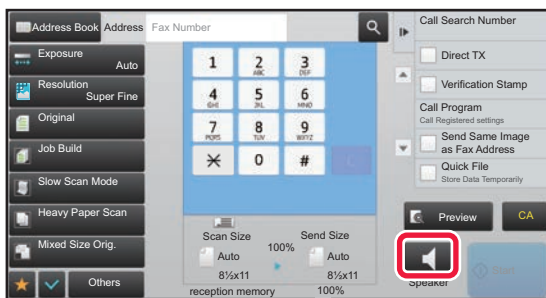 Address Book
Address
Fax Number
Exposure
Auto
Resolution
Super Fine
Original
Job Build
Slow Scan Mode
Heavy Paper Scan
Mixed Size Orig.
Others
1
2
ABC
3
DEF
4
GHI
5
JKL
6
MNO
7
PQRS
8
TUV
9
WXYZ
0
#
C
Scan Size
Auto
8½x11
100%
Send Size
Auto
8½x11
reception memory
100%
Call Search Number
Direct TX
Verification Stamp
Call Program
Call Registered settings
Send Same Image
as Fax Address
Quick File
Store Data Temporarily
Preview
CA
Speaker
Start